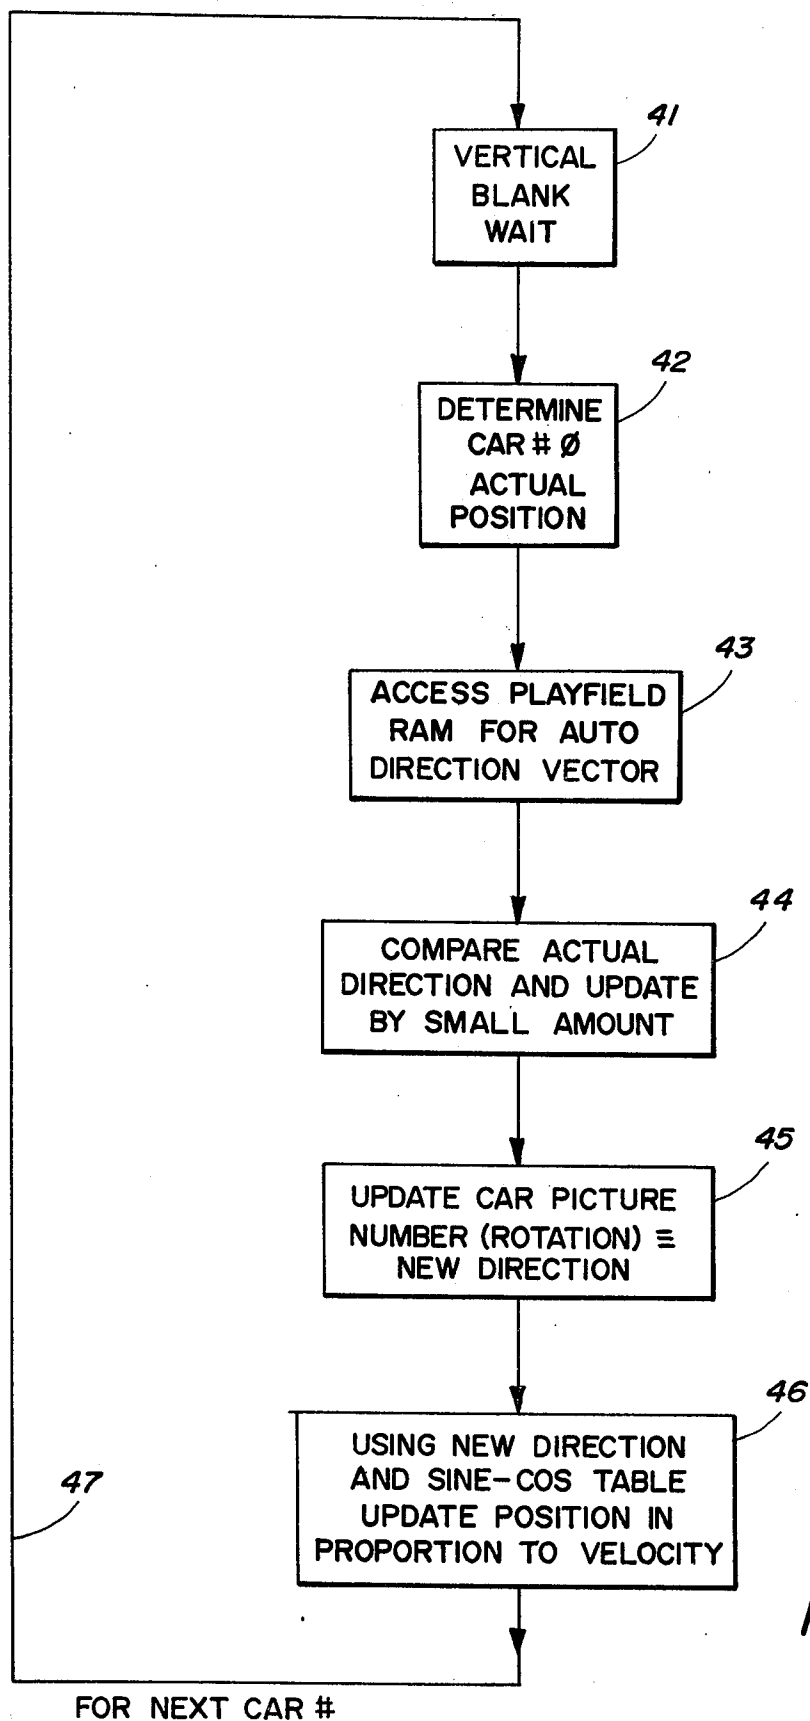 41
VERTICAL
BLANK
WAIT
42
DETERMINE
CAR # Ø
ACTUAL
POSITION
43
ACCESS PLAYFIELD
RAM FOR AUTO
DIRECTION VECTOR
44
COMPARE ACTUAL
DIRECTION AND UPDATE
BY SMALL AMOUNT
45
UPDATE CAR PICTURE
NUMBER (ROTATION) ≡
NEW DIRECTION
46
USING NEW DIRECTION
AND SINE-COS TABLE
UPDATE POSITION IN
PROPORTION TO VELOCITY
47
FOR NEXT CAR #